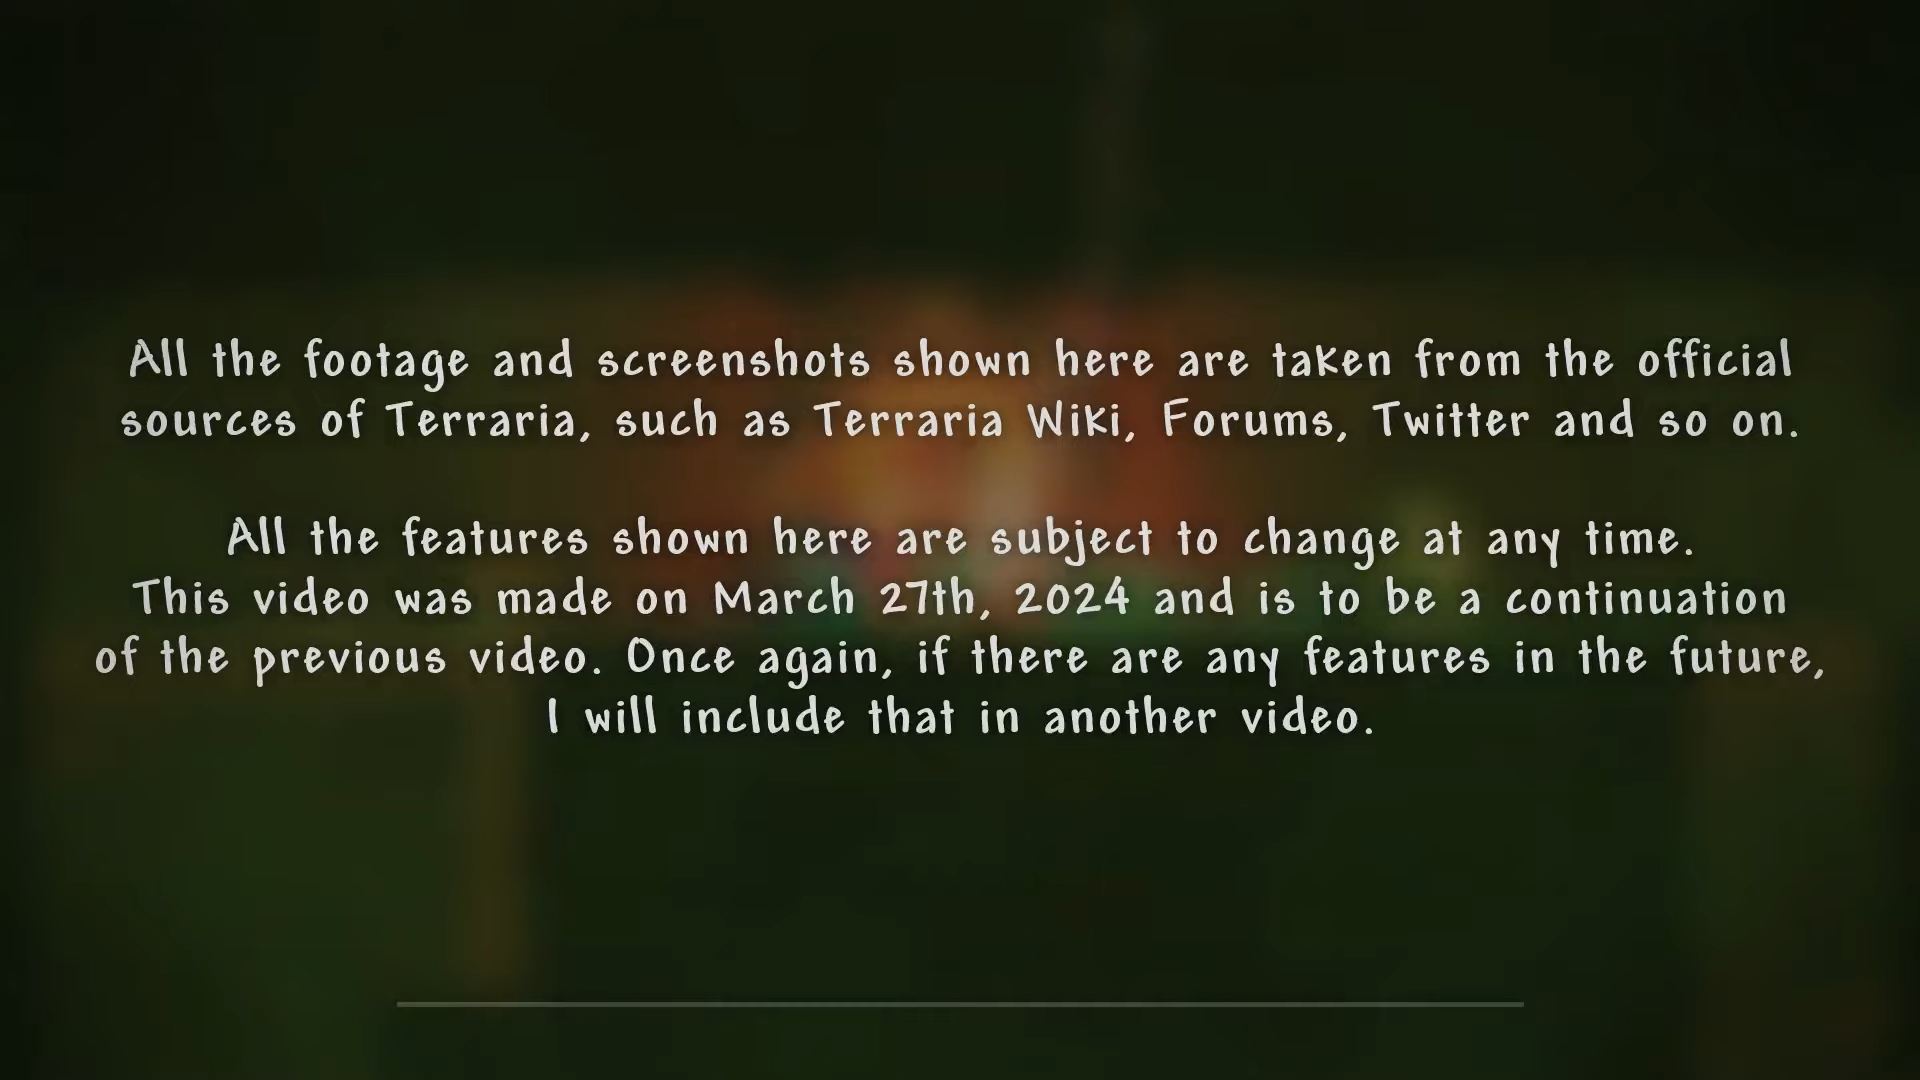 All the footage and screenshots shown here are taken from the official
sources of Terraria, such as Terraria Wiki, Forums, Twitter and so on.
All the features shown here are subject to change at any time.
This video was made on March 27th, 2024 and is to be a continuation
of the previous video. Once again, if there are any features in the future,
I will include that in another video.